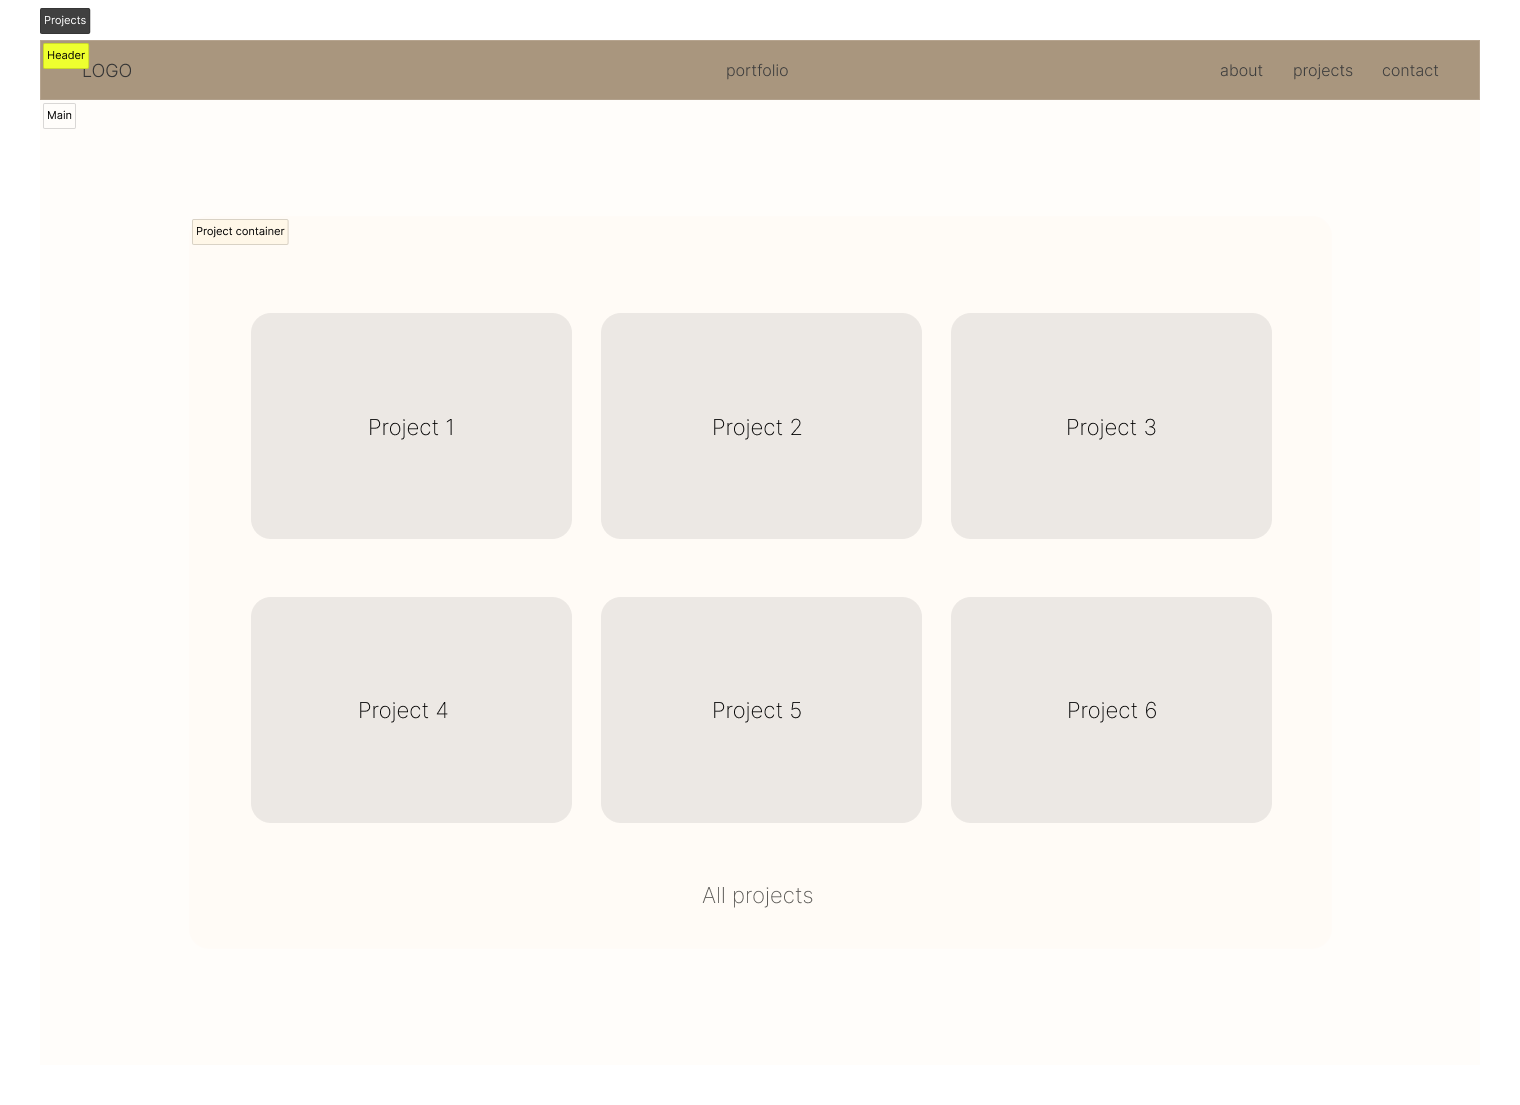 Projects
Header
LOGO portfolio about projects contact
Main
Project container
Project 1 Project 2 Project 3
Project 4 Project 5 Project 6
All projects